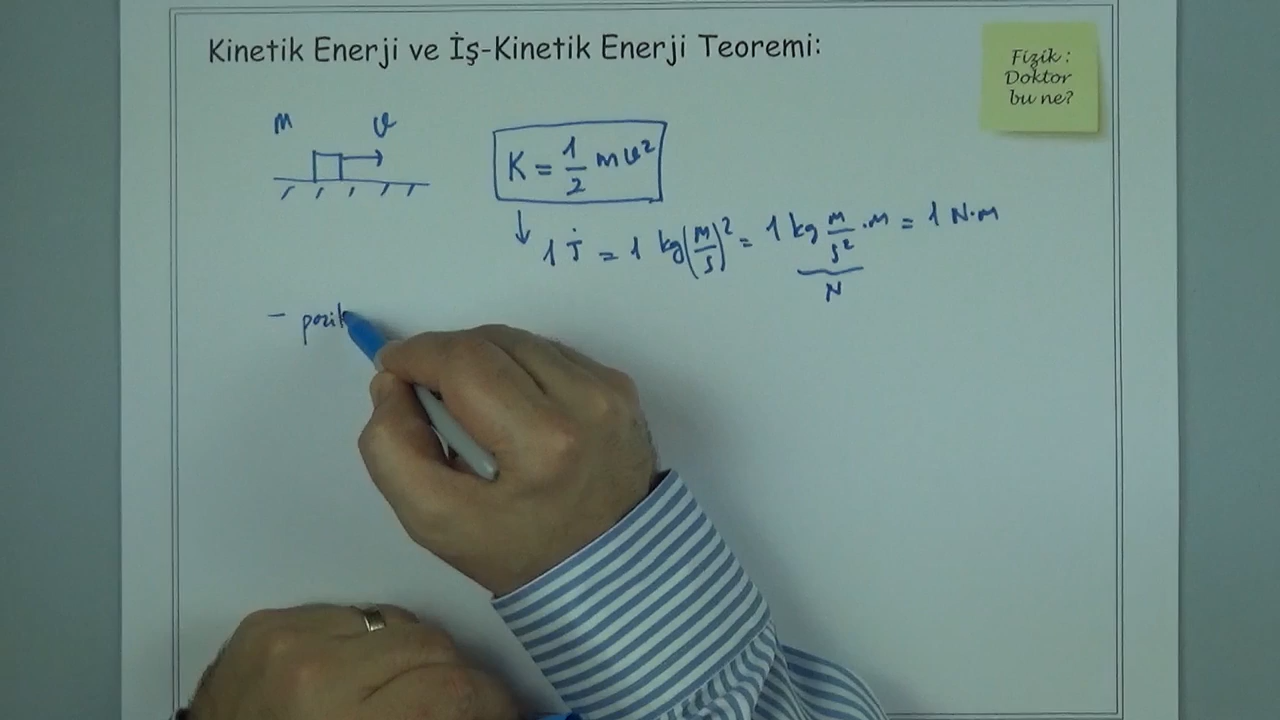 Kinetik Enerji ve İş-Kinetik Enerji Teoremi:
Fizik:
Doktor
bu ne?
m v
K = 1/2 mv²
↓ 1 J = 1 kg(m/s)² = 1 kg m/s² · m = 1 N·m
N
- pozit